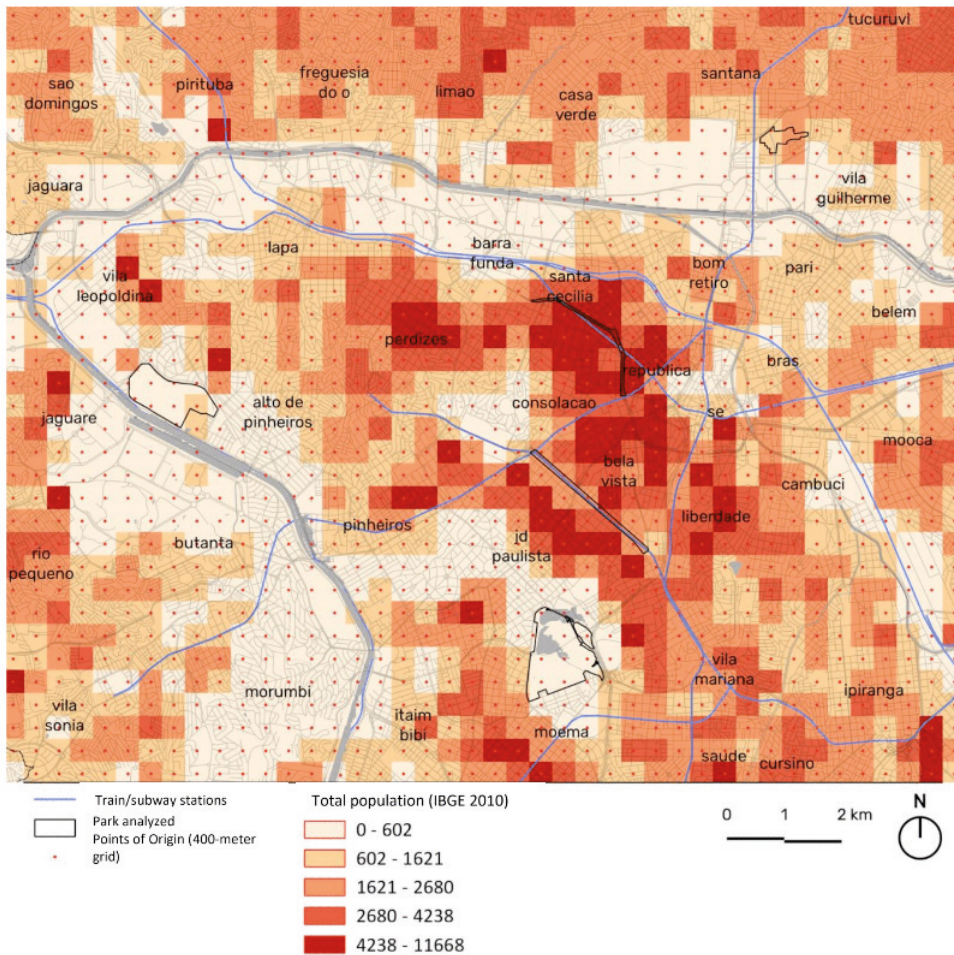 tucuruvi
freguesia
do o
santana
sao
domingos
pirituba
limao
casa
verde
jaguara
vila
guilherme
lapa
barra
funda
bom
retiro
pari
vila
leopoldina
santa
cecilia
belem
perdizes
republica
bras
alto de
pinheiros
consolacao
se
jaguare
mooca
bela
vista
cambuci
pinheiros
liberdade
butanta
jd
paulista
rio
pequeno
vila
mariana
morumbi
ipiranga
vila
sonia
itaim
bibi
moema
saude
cursino
Train/subway stations
Park analyzed
Points of Origin (400-meter
grid)
Total population (IBGE 2010)
0 - 602
602 - 1621
1621 - 2680
2680 - 4238
4238 - 11668
0 1 2 km
N